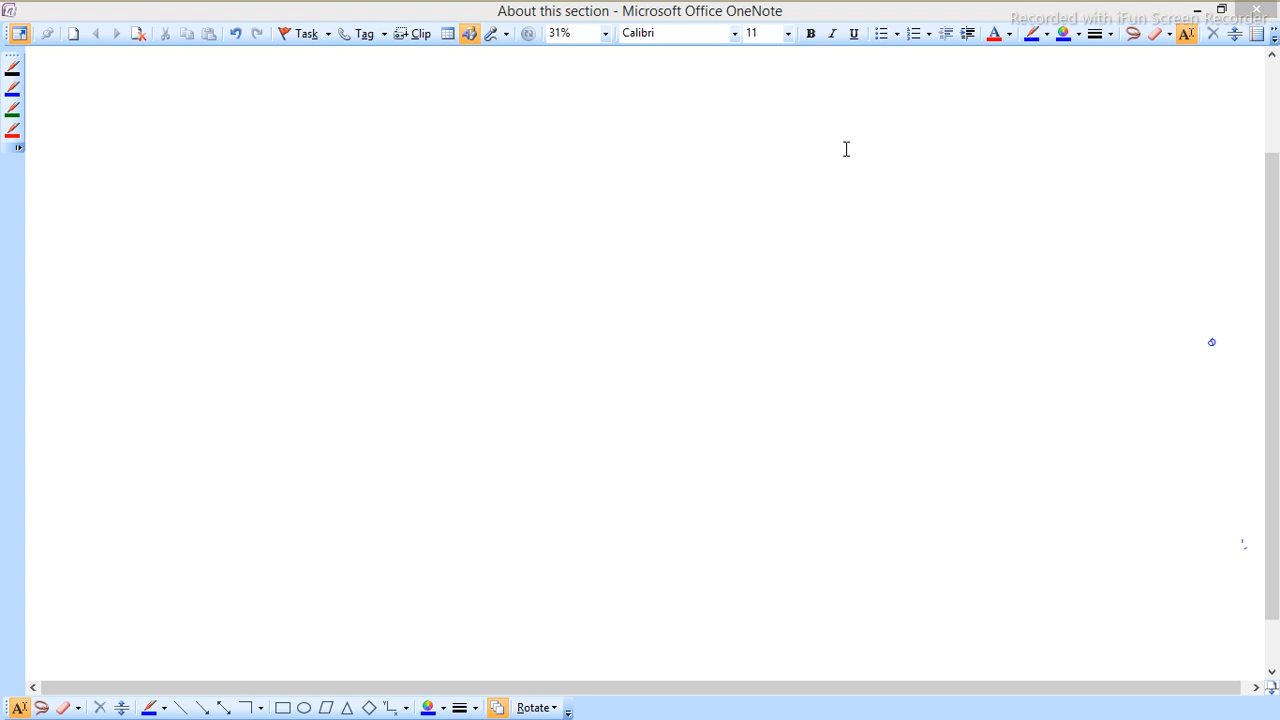 About this section - Microsoft Office OneNote
Recorded with iFun Screen Recorder
Task Tag Clip 31% Calibri 11 B I U A A
A Rotate